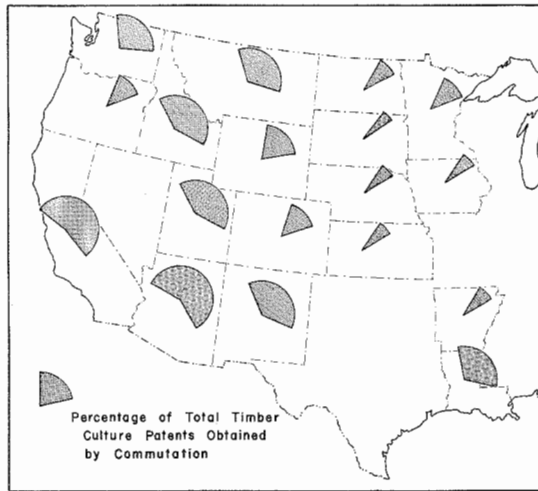 Percentage of Total Timber
Culture Patents Obtained
by Commutation